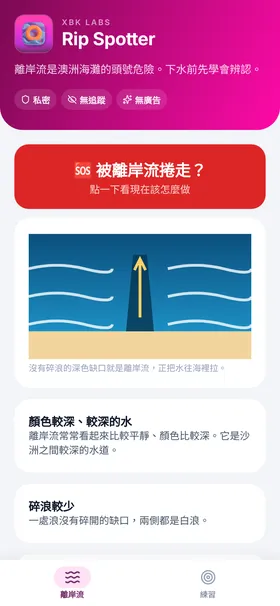 XBK LABS
Rip Spotter
離岸流是澳洲海灘的頭號危險。下水前先學會辨認。
私密
無追蹤
無廣告
🆘 被離岸流捲走？
點一下看現在該怎麼做
沒有碎浪的深色缺口就是離岸流，正把水往海裡拉。
顏色較深、較深的水
離岸流常常看起來比較平靜、顏色比較深。它是沙
洲之間較深的水道。
碎浪較少
一處浪沒有碎開的缺口，兩側都是白浪。
離岸流
練習